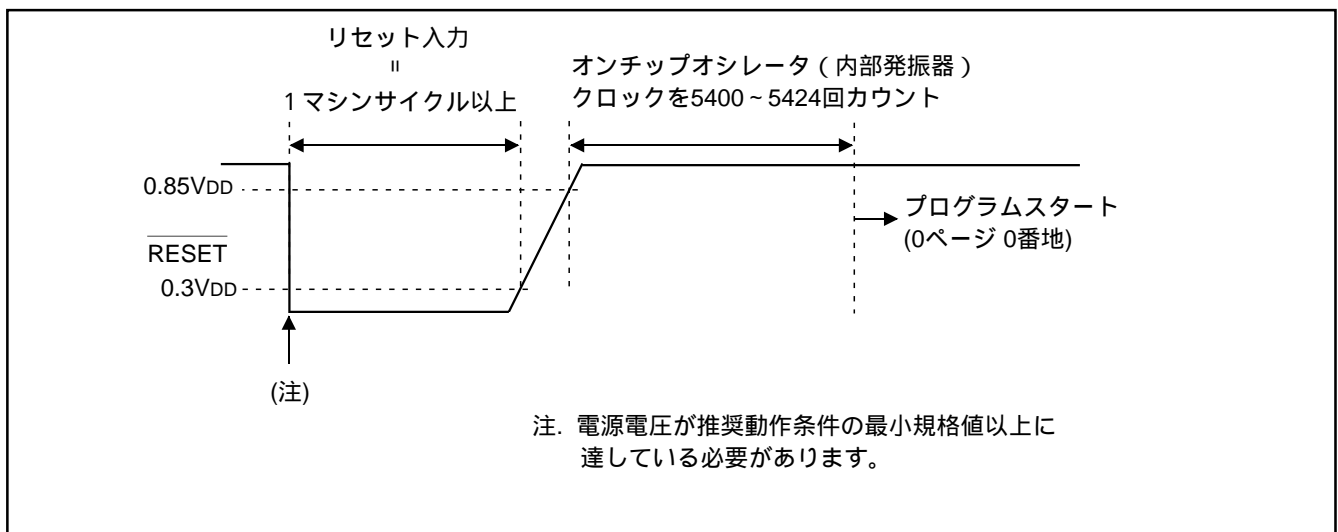 リセット入力
=
1 マシンサイクル以上
オンチップオシレータ ( 内部発振器 )
クロックを5400 ~ 5424回カウント
0.85VDD
プログラムスタート
(0ページ 0番地)
RESET
0.3VDD
(注)
注. 電源電圧が推奨動作条件の最小規格値以上に
達している必要があります。